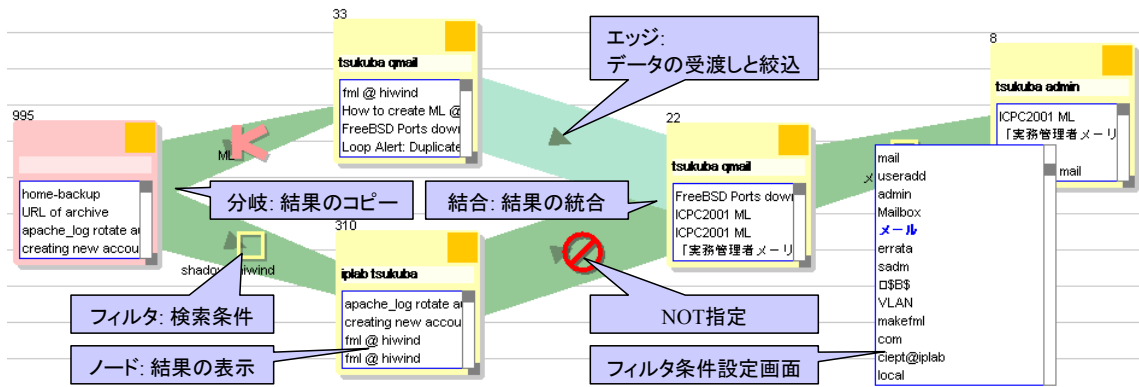 995
home-backup
URL of archive
apache_log rotate a
creating new accou
ML
分岐: 結果のコピー
フィルタ: 検索条件
ノード: 結果の表示
33
tsukuba qmail
fml @ hiwind
How to create ML @
FreeBSD Ports down
Loop Alert: Duplicate
310
iplab tsukuba
apache_log rotate a
creating new accou
fml @ hiwind
fml @ hiwind
エッジ:
データの受渡しと絞込
結合: 結果の統合
NOT指定
フィルタ条件設定画面
22
tsukuba qmail
FreeBSD Ports down
ICPC2001 ML
ICPC2001 ML
「実務管理者メーリ
8
tsukuba admin
ICPC2001 ML
「実務管理者メーリ
mail
mail
useradd
admin
Mailbox
メール
errata
sadm
□$B$
VLAN
makefml
com
ciept@iplab
local